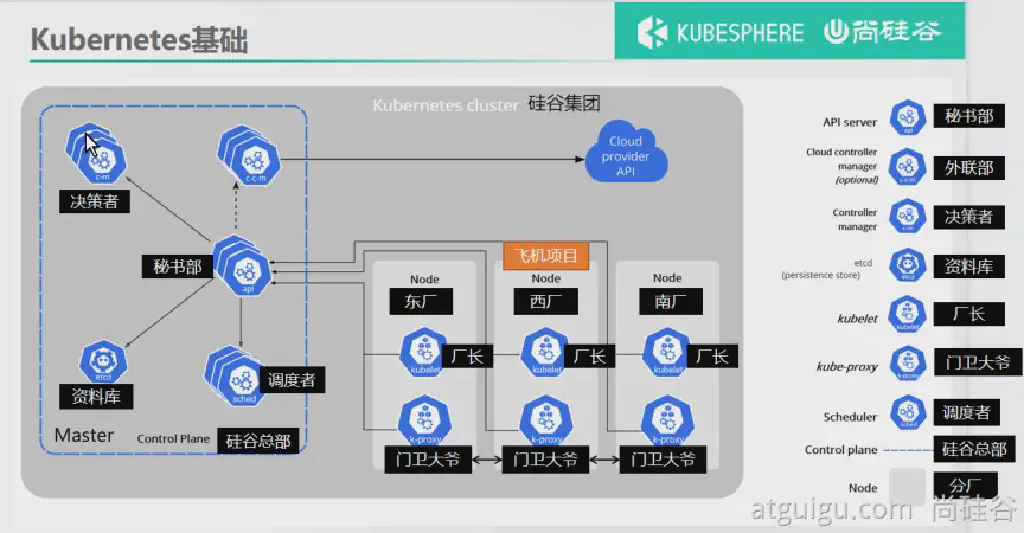 Kubernetes基础
KUBESPHERE 尚硅谷
Kubernetes cluster 硅谷集团
c-m
决策者
c-c-m
Cloud
provider
API
秘书部
api
etcd
资料库
sched
调度者
Master
Control Plane 硅谷总部
飞机项目
Node
东厂
kubelet
厂长
k-proxy
门卫大爷
Node
西厂
kubelet
厂长
k-proxy
门卫大爷
Node
南厂
kubelet
厂长
k-proxy
门卫大爷
API server
api
秘书部
Cloud controller
manager
(optional)
c-c-m
外联部
Controller
manager
c-m
决策者
etcd
(persistence store)
etcd
资料库
kubelet
kubelet
厂长
kube-proxy
k-proxy
门卫大爷
Scheduler
sched
调度者
Control plane
硅谷总部
Node
分厂
atguigu.com 尚硅谷